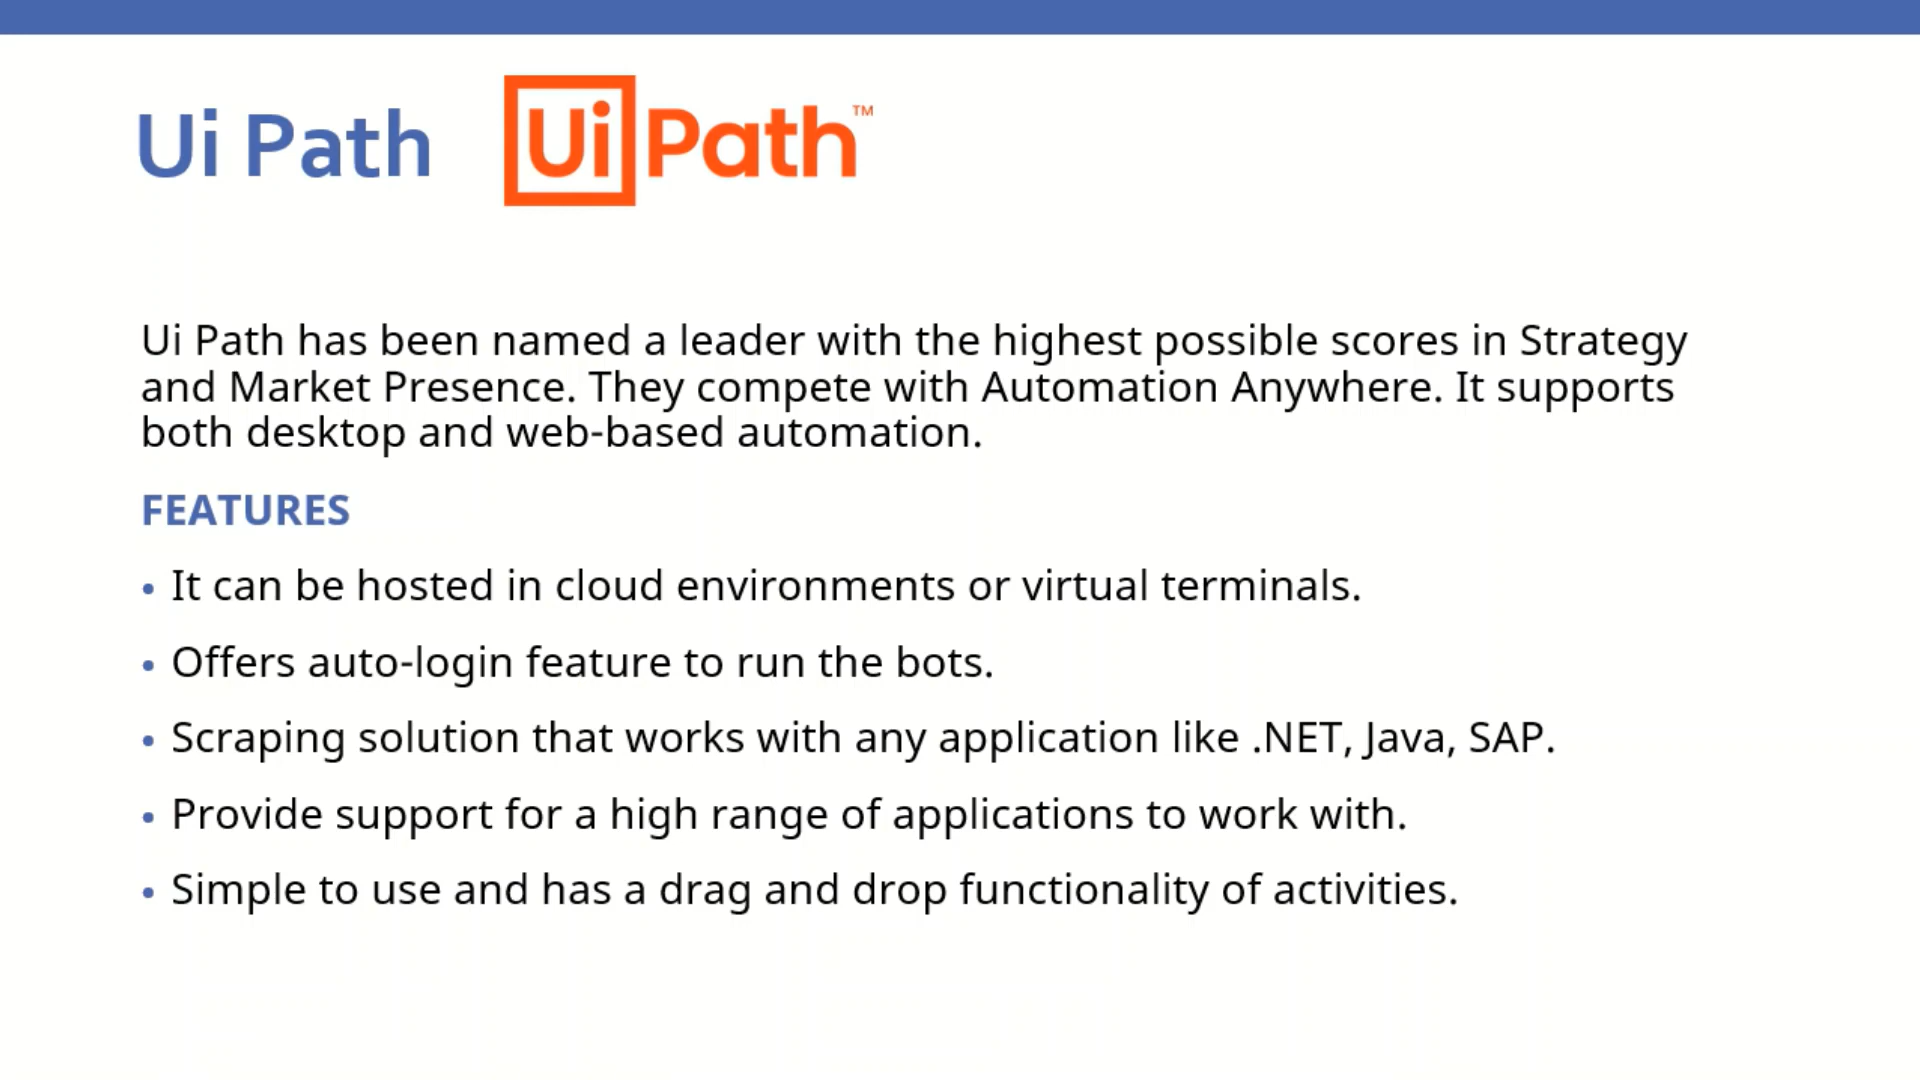 Ui Path
UiPath™
Ui Path has been named a leader with the highest possible scores in Strategy
and Market Presence. They compete with Automation Anywhere. It supports
both desktop and web-based automation.
FEATURES
• It can be hosted in cloud environments or virtual terminals.
• Offers auto-login feature to run the bots.
• Scraping solution that works with any application like .NET, Java, SAP.
• Provide support for a high range of applications to work with.
• Simple to use and has a drag and drop functionality of activities.